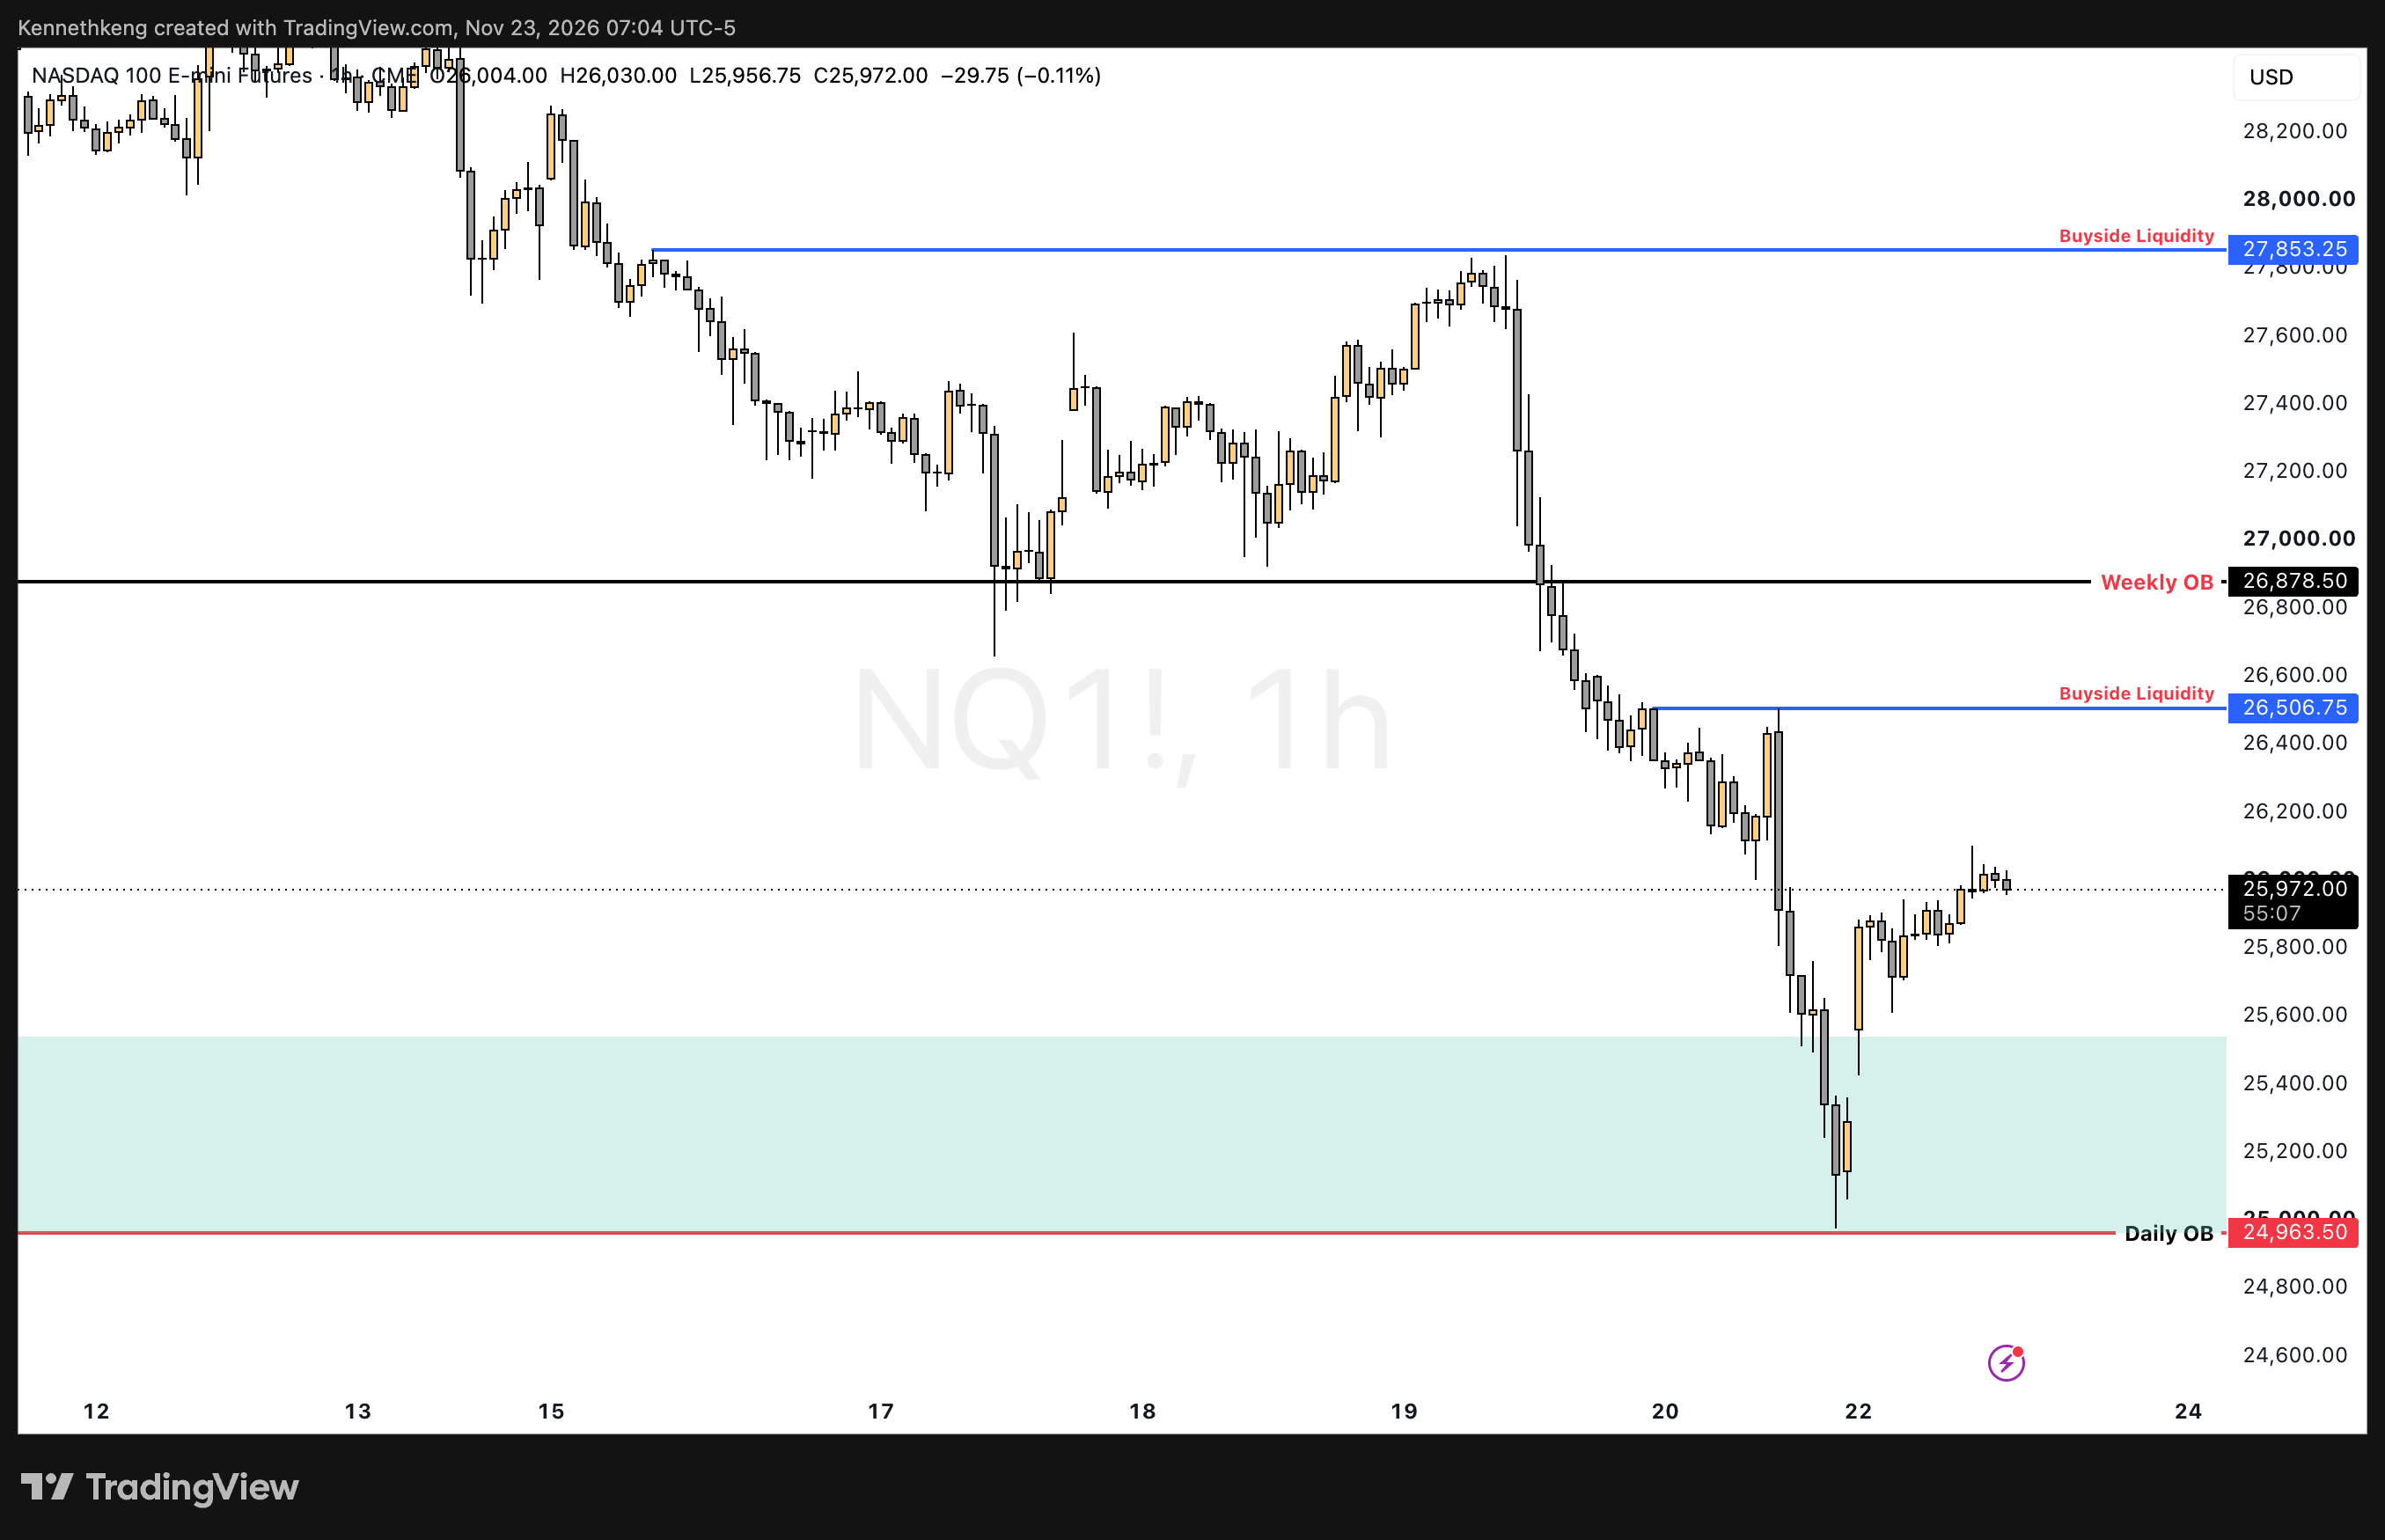 Kennethkeng created with TradingView.com, Nov 23, 2026 07:04 UTC-5
NASDAQ 100 E-mini Futures · 1h · CME O26,004.00 H26,030.00 L25,956.75 C25,972.00 −29.75 (−0.11%)
USD
28,200.00
28,000.00
Buyside Liquidity 27,853.25
27,800.00
27,600.00
27,400.00
27,200.00
27,000.00
Weekly OB 26,878.50
26,800.00
NQ1!, 1h
26,600.00
Buyside Liquidity 26,506.75
26,400.00
26,200.00
25,972.00
55:07
25,800.00
25,600.00
25,400.00
25,200.00
25,000.00
Daily OB 24,963.50
24,800.00
24,600.00
12 13 15 17 18 19 20 22 24
TradingView